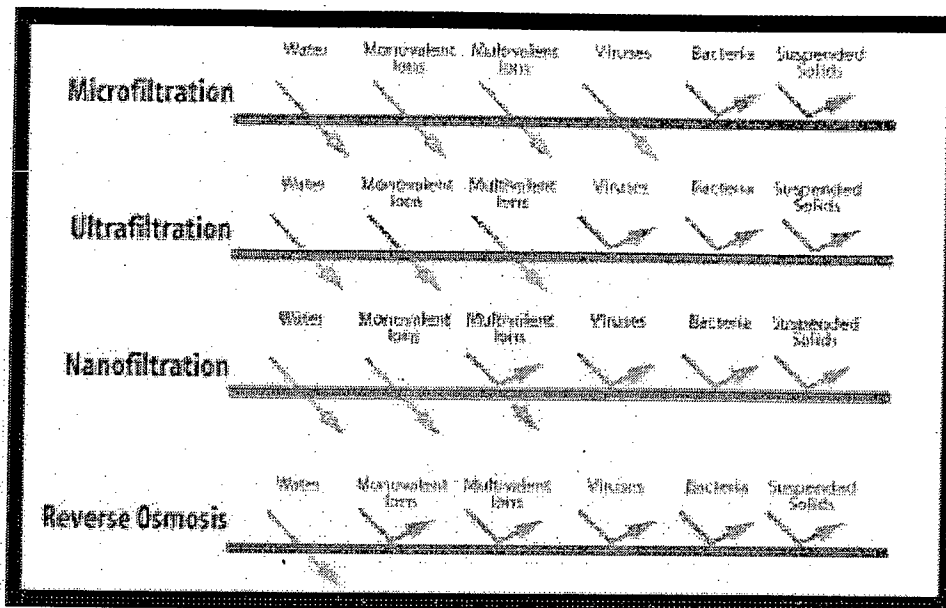 Water Monovalent Ions Multivalent Ions Viruses Bacteria Suspended Solids
Microfiltration
Water Monovalent Ions Multivalent Ions Viruses Bacteria Suspended Solids
Ultrafiltration
Water Monovalent Ions Multivalent Ions Viruses Bacteria Suspended Solids
Nanofiltration
Water Monovalent Ions Multivalent Ions Viruses Bacteria Suspended Solids
Reverse Osmosis